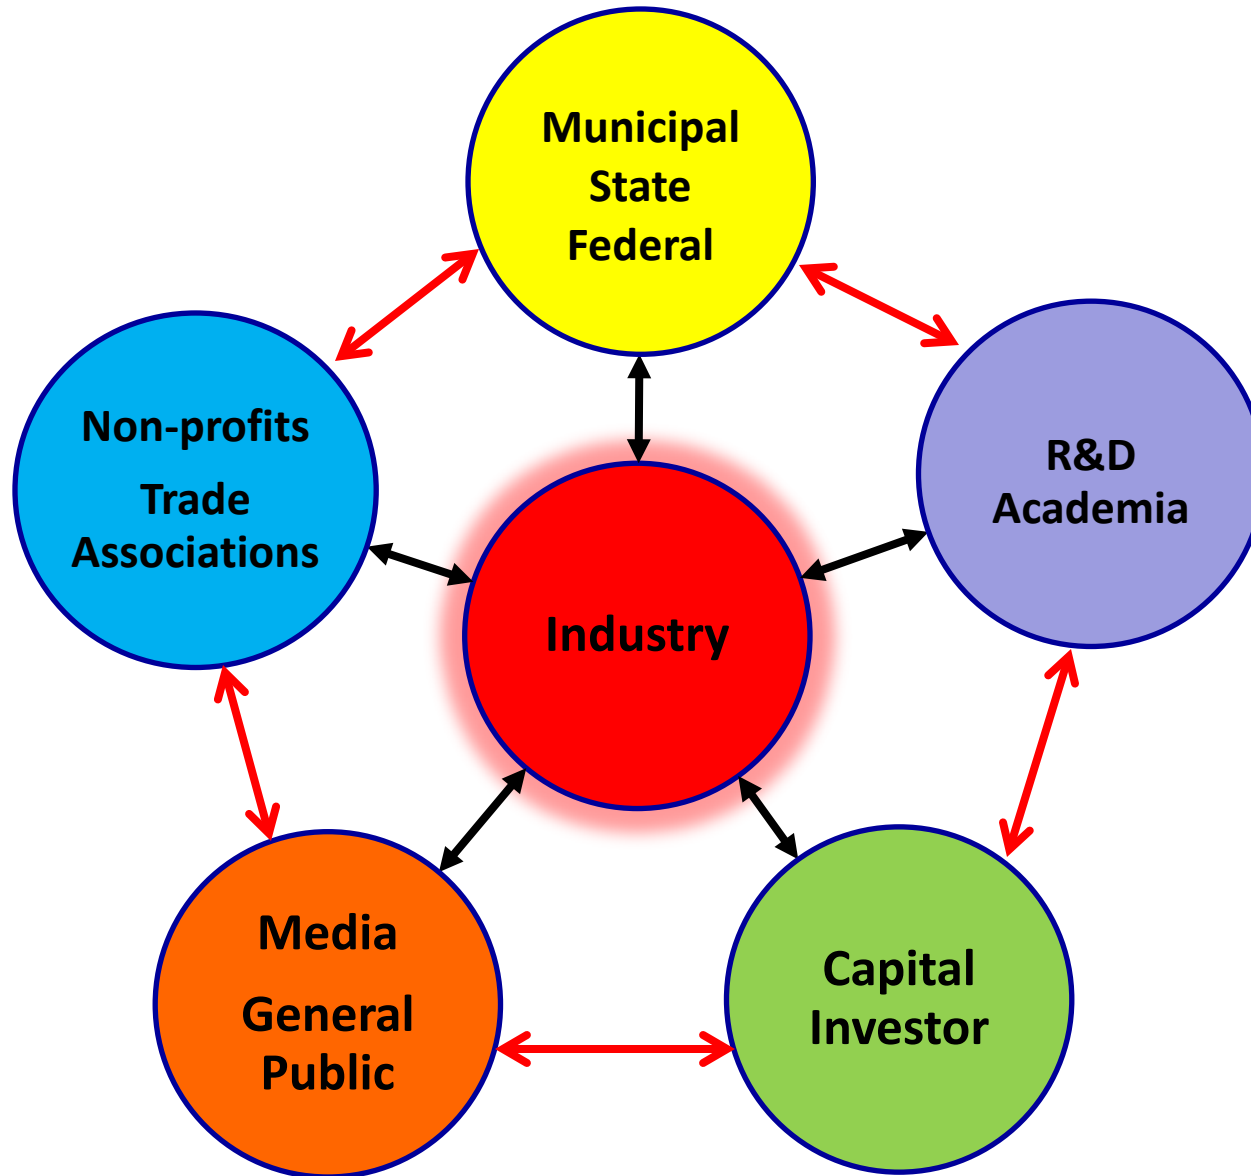 Municipal
State
Federal
Non-profits
Trade
Associations
R&D
Academia
Industry
Media
General
Public
Capital
Investor